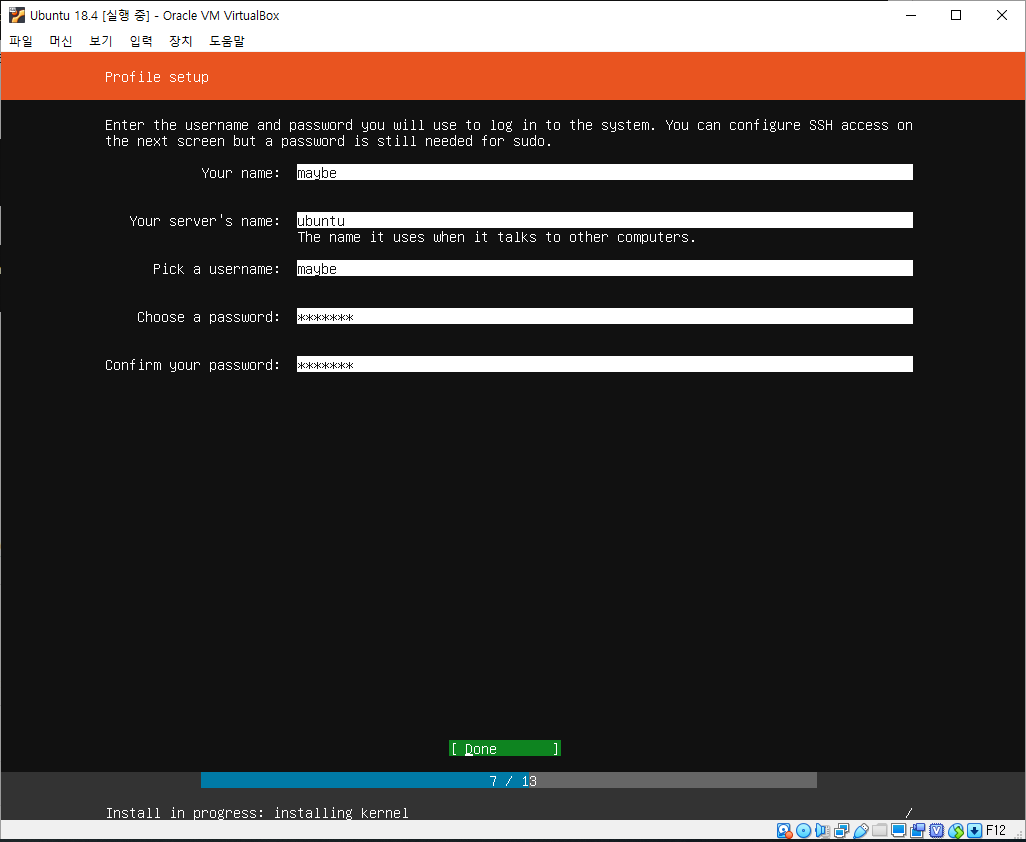 Ubuntu 18.4 [실행 중] - Oracle VM VirtualBox
파일 머신 보기 입력 장치 도움말
Profile setup
Enter the username and password you will use to log in to the system. You can configure SSH access on
the next screen but a password is still needed for sudo.
Your name: maybe
Your server's name: ubuntu
The name it uses when it talks to other computers.
Pick a username: maybe
Choose a password: *******
Confirm your password: *******
[ Done ]
7 / 13
Install in progress: installing kernel /
F12